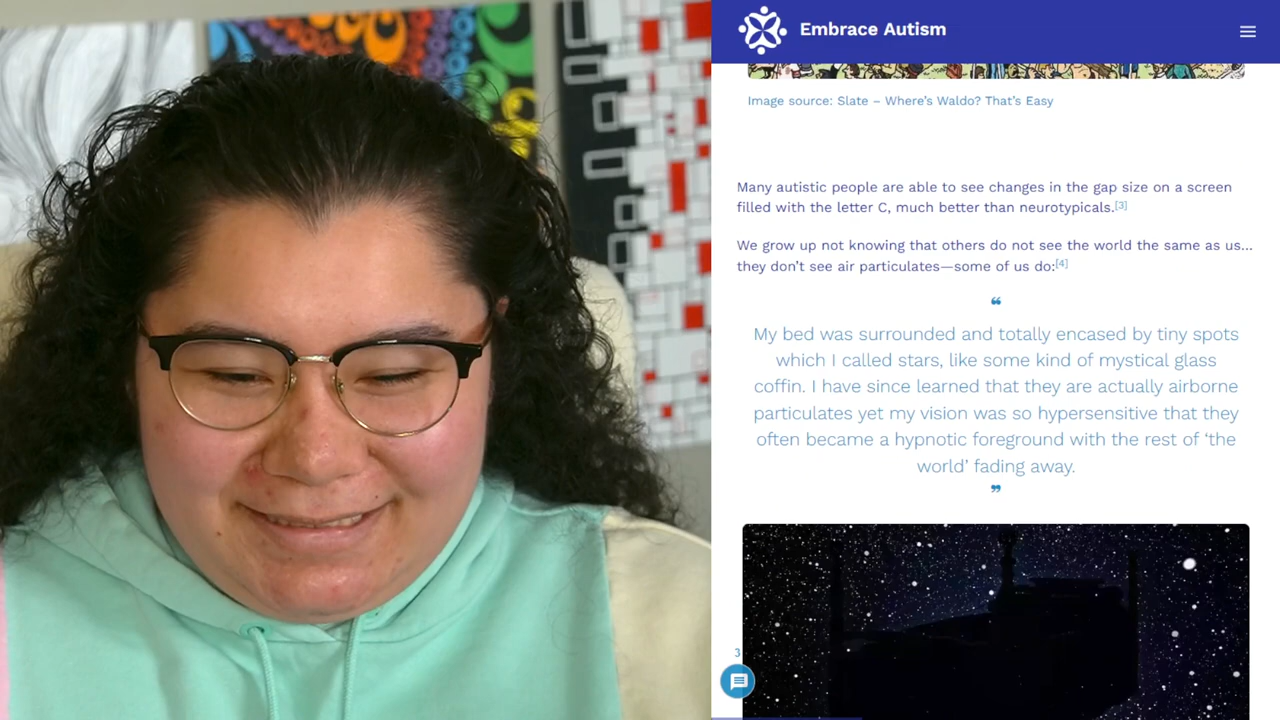 Embrace Autism
Image source: Slate – Where's Waldo? That's Easy
Many autistic people are able to see changes in the gap size on a screen
filled with the letter C, much better than neurotypicals.[3]
We grow up not knowing that others do not see the world the same as us…
they don't see air particulates—some of us do:[4]
❝
My bed was surrounded and totally encased by tiny spots
which I called stars, like some kind of mystical glass
coffin. I have since learned that they are actually airborne
particulates yet my vision was so hypersensitive that they
often became a hypnotic foreground with the rest of ‘the
world’ fading away.
❞
3